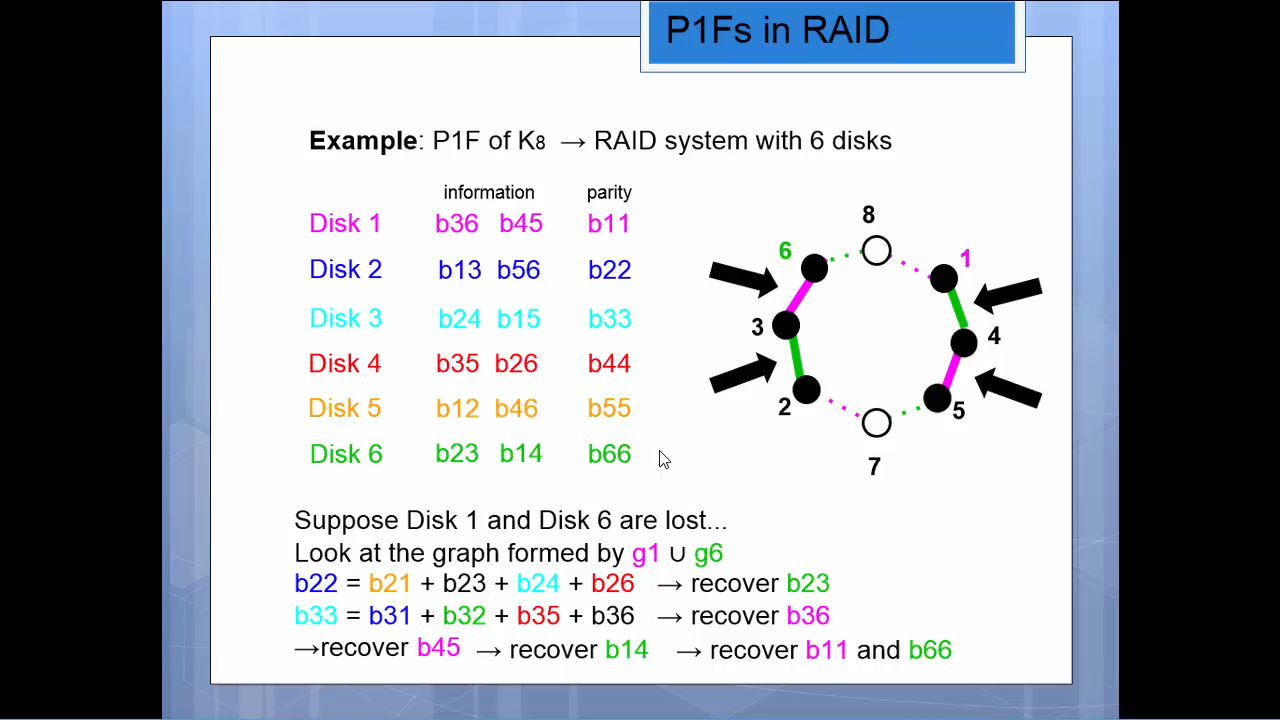 P1Fs in RAID
Example: P1F of K8 → RAID system with 6 disks
information parity
Disk 1 b36 b45 b11
Disk 2 b13 b56 b22
Disk 3 b24 b15 b33
Disk 4 b35 b26 b44
Disk 5 b12 b46 b55
Disk 6 b23 b14 b66
8
6
1
3
4
2
5
7
Suppose Disk 1 and Disk 6 are lost...
Look at the graph formed by g1 ∪ g6
b22 = b21 + b23 + b24 + b26 → recover b23
b33 = b31 + b32 + b35 + b36 → recover b36
→recover b45 → recover b14 → recover b11 and b66